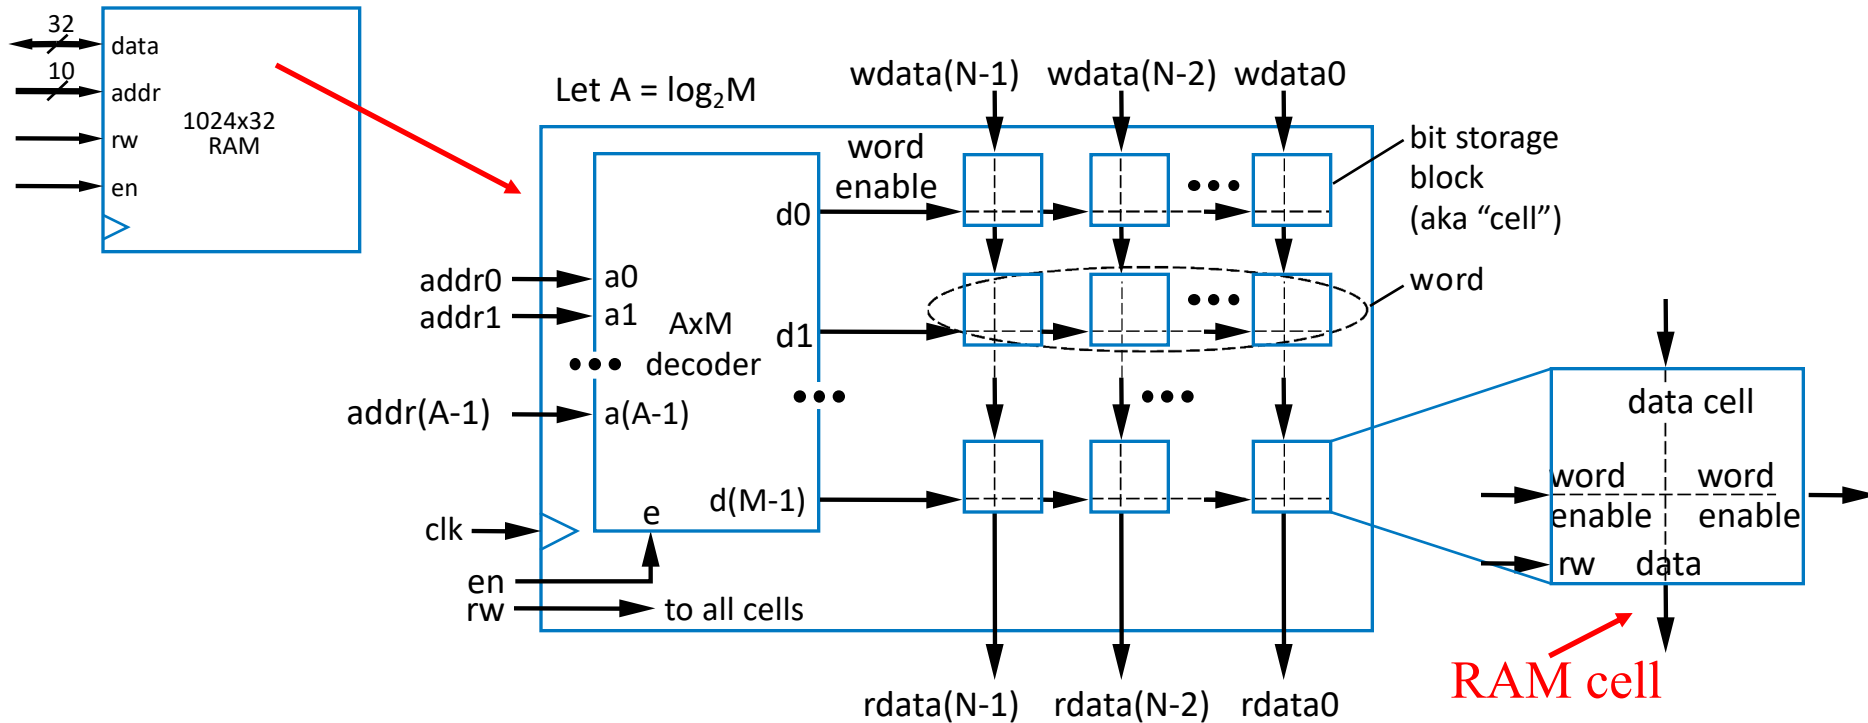 32
data
10
addr
1024x32
RAM
rw
en
Let A = log₂M
wdata(N-1) wdata(N-2) wdata0
word
enable
bit storage
block
(aka “cell”)
d0
addr0
a0
word
addr1
a1
AxM
decoder
d1
addr(A-1)
a(A-1)
data cell
d(M-1)
word
enable
word
enable
clk
e
rw
data
en
rw
to all cells
RAM cell
rdata(N-1) rdata(N-2) rdata0